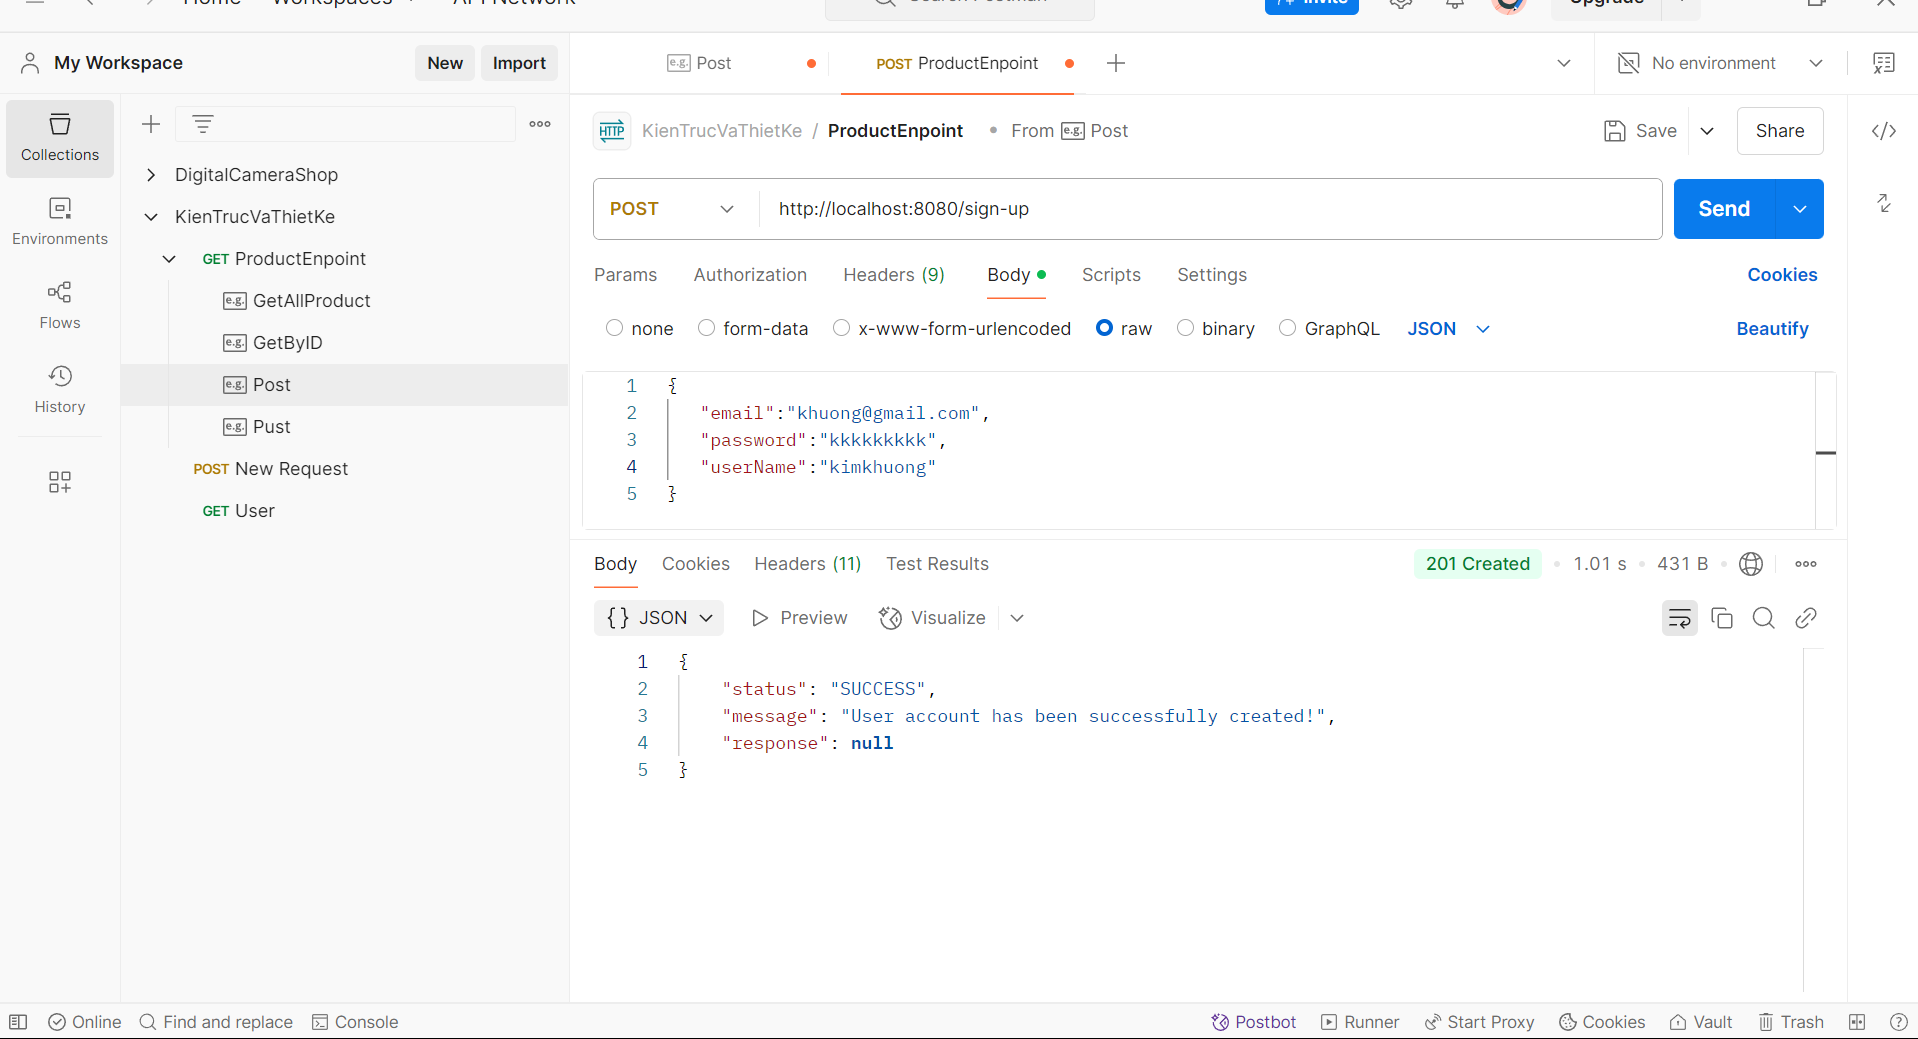 Home Workspaces API Network Search Postman Invite Upgrade
My Workspace New Import
e.g. Post POST ProductEnpoint No environment
Collections
Environments
Flows
History
DigitalCameraShop
KienTrucVaThietKe
GET ProductEnpoint
e.g. GetAllProduct
e.g. GetByID
e.g. Post
e.g. Pust
POST New Request
GET User
HTTP KienTrucVaThietKe / ProductEnpoint • From e.g. Post Save Share
POST http://localhost:8080/sign-up Send
Params Authorization Headers (9) Body Scripts Settings Cookies
none form-data x-www-form-urlencoded raw binary GraphQL JSON Beautify
1 {
2 "email":"khuong@gmail.com",
3 "password":"kkkkkkkkk",
4 "userName":"kimkhuong"
5 }
Body Cookies Headers (11) Test Results 201 Created • 1.01 s • 431 B
{} JSON Preview Visualize
1 {
2 "status": "SUCCESS",
3 "message": "User account has been successfully created!",
4 "response": null
5 }
Online Find and replace Console Postbot Runner Start Proxy Cookies Vault Trash